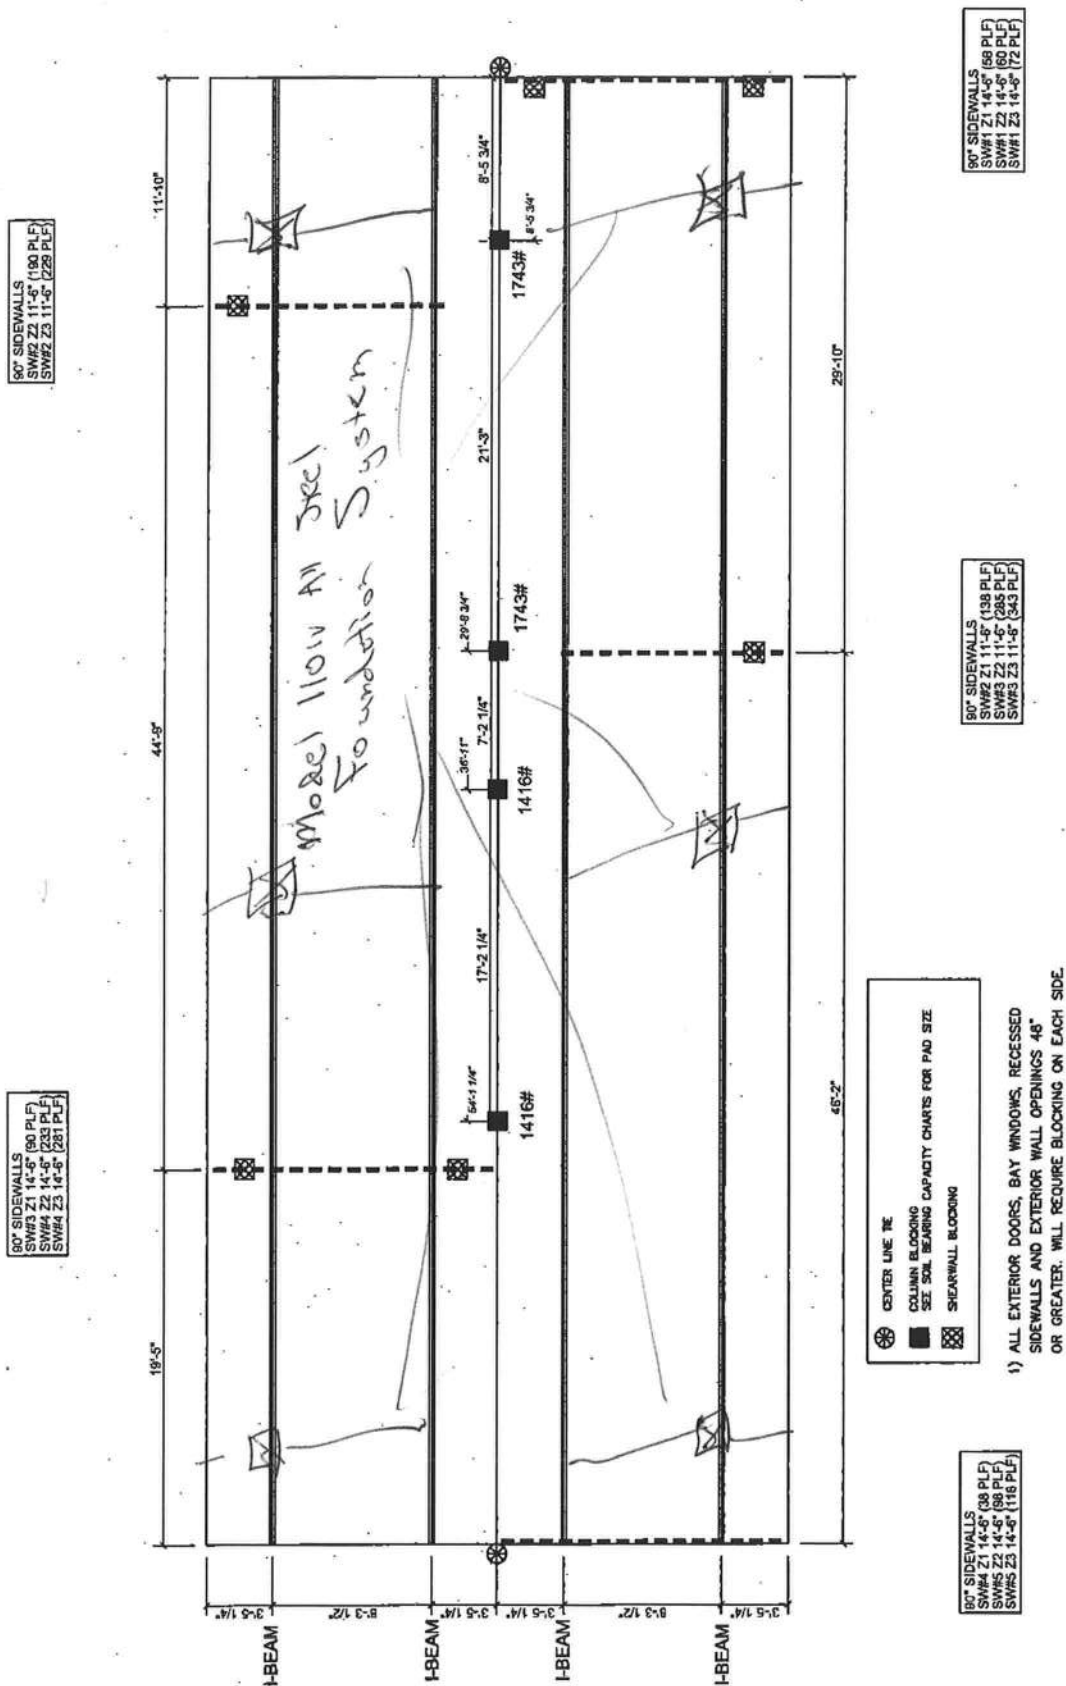 90" SIDEWALLS
SW#1 Z1 14'-6" (58 PLF)
SW#1 Z2 14'-6" (60 PLF)
SW#1 Z3 14'-6" (72 PLF)
90" SIDEWALLS
SW#2 Z2 11'-6" (190 PLF)
SW#2 Z3 11'-6" (229 PLF)
11'-10"
8'-5 3/4"
8'-5 3/4"
1743#
29'-10"
21'-3"
Model 1101V All Steel
Foundation System
29'-8 3/4"
1743#
44'-9"
7'-2 1/4"
36'-11"
1416#
90" SIDEWALLS
SW#2 Z1 11'-6" (138 PLF)
SW#3 Z2 11'-6" (285 PLF)
SW#3 Z3 11'-6" (343 PLF)
17'-2 1/4"
54'-1 1/4"
1416#
46'-2"
90" SIDEWALLS
SW#3 Z1 14'-6" (90 PLF)
SW#4 Z2 14'-6" (233 PLF)
SW#4 Z3 14'-6" (281 PLF)
19'-5"
CENTER LINE TIE
COLUMN BLOCKING
SEE SOIL BEARING CAPACITY CHARTS FOR PAD SIZE
SHEARWALL BLOCKING
1) ALL EXTERIOR DOORS, BAY WINDOWS, RECESSED
SIDEWALLS AND EXTERIOR WALL OPENINGS 48"
OR GREATER. WILL REQUIRE BLOCKING ON EACH SIDE.
90" SIDEWALLS
SW#4 Z1 14'-6" (38 PLF)
SW#5 Z2 14'-6" (98 PLF)
SW#5 Z3 14'-6" (118 PLF)
3'-5 1/4"
8'-3 1/2"
3'-5 1/4"
3'-5 1/4"
8'-3 1/2"
3'-5 1/4"
I-BEAM
I-BEAM
I-BEAM
I-BEAM